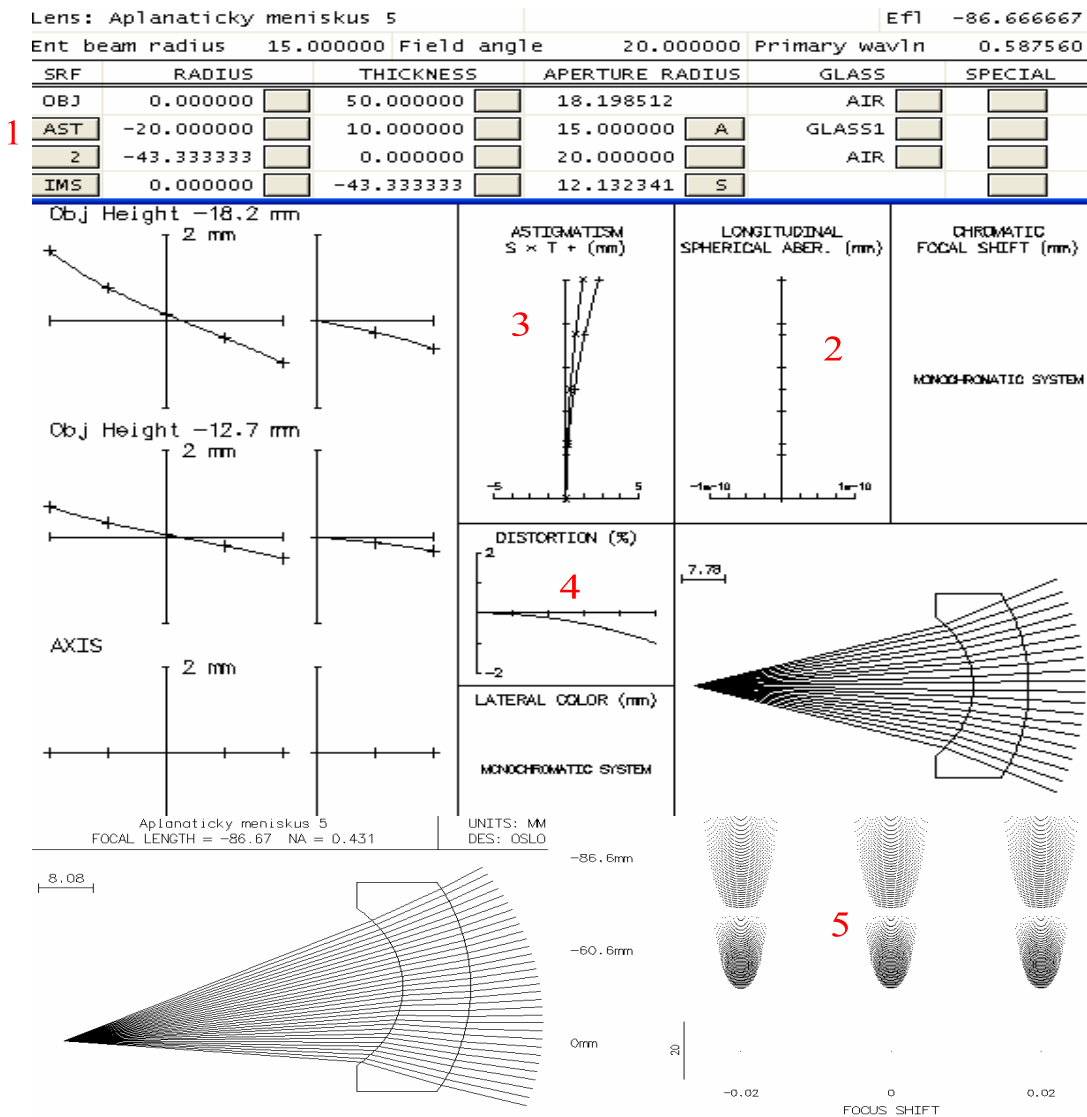 Lens: Aplanaticky meniskus 5 Efl -86.666667
Ent beam radius 15.000000 Field angle 20.000000 Primary wavln 0.587560
SRF RADIUS THICKNESS APERTURE RADIUS GLASS SPECIAL
OBJ 0.000000 50.000000 18.198512 AIR
1 AST -20.000000 10.000000 15.000000 A GLASS1
2 -43.333333 0.000000 20.000000 AIR
IMS 0.000000 -43.333333 12.132341 S
Obj Height -18.2 mm
2 mm
ASTIGMATISM
S × T + (mm)
3
-5 5
LONGITUDINAL
SPHERICAL ABER. (mm)
2
-1e-10 1e-10
CHROMATIC
FOCAL SHIFT (mm)
MONOCHROMATIC SYSTEM
Obj Height -12.7 mm
2 mm
DISTORTION (%)
2
4
-2
7.78
AXIS
2 mm
LATERAL COLOR (mm)
MONOCHROMATIC SYSTEM
Aplanaticky meniskus 5
FOCAL LENGTH = -86.67 NA = 0.431
UNITS: MM
DES: OSLO
8.08
-86.6mm
5
-60.6mm
0mm
20
-0.02 0 0.02
FOCUS SHIFT